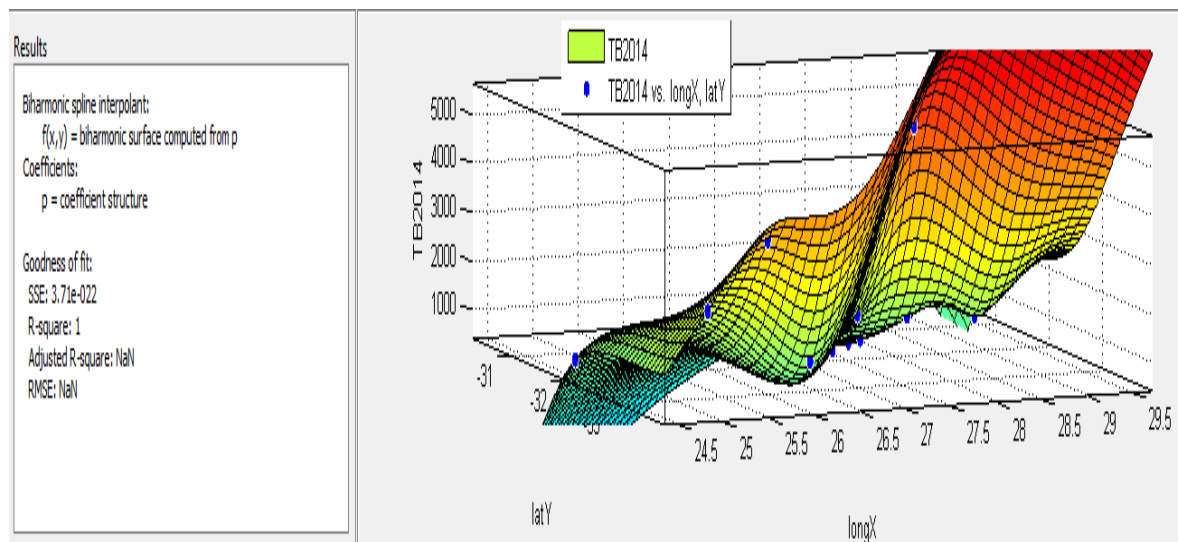 Results
Biharmonic spline interpolant:
f(x,y) = biharmonic surface computed from p
Coefficients:
p = coefficient structure
Goodness of fit:
SSE: 3.71e-022
R-square: 1
Adjusted R-square: NaN
RMSE: NaN
TB2014
TB2014 vs. longX, latY
5000
4000
3000
2000
1000
TB2014
-31
-32
24.5
25
25.5
26
26.5
27
27.5
28
28.5
29
29.5
latY
longX